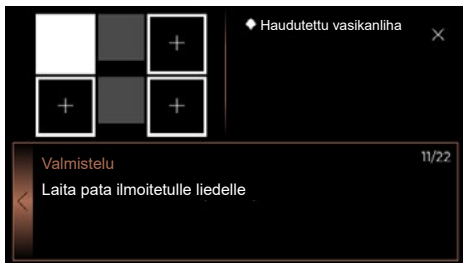 Haudutettu vasikanliha
Valmistelu
11/22
Laita pata ilmoitetulle liedelle